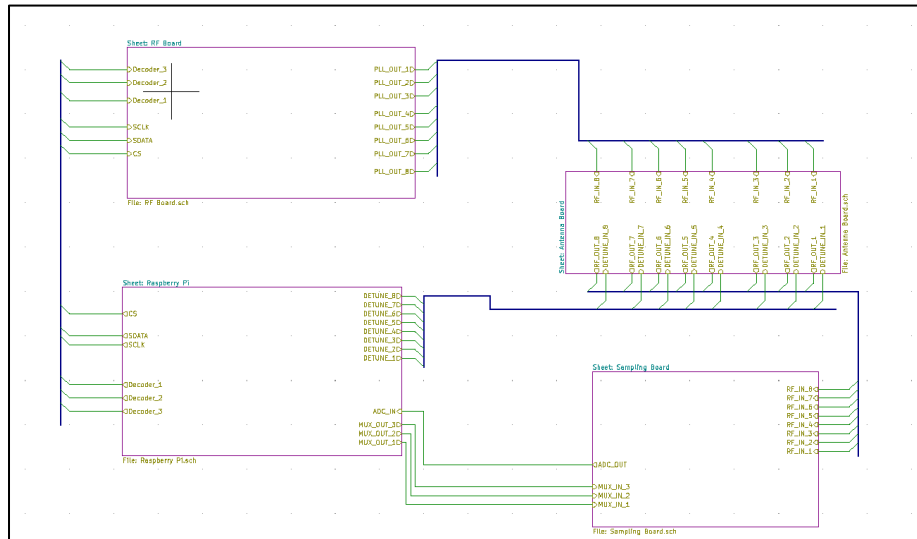 Sheet: RF Board
Decoder_3
Decoder_2
Decoder_1
SCLK
SDATA
CS
PLL_OUT_1
PLL_OUT_2
PLL_OUT_3
PLL_OUT_4
PLL_OUT_5
PLL_OUT_6
PLL_OUT_7
PLL_OUT_8
File: RF Board.sch
Sheet: Antenna Board
RF_IN_8
RF_IN_7
RF_IN_6
RF_IN_5
RF_IN_4
RF_IN_3
RF_IN_2
RF_IN_1
RF_OUT_8
DETUNE_IN_8
RF_OUT_7
DETUNE_IN_7
RF_OUT_6
DETUNE_IN_6
RF_OUT_5
DETUNE_IN_5
RF_OUT_4
DETUNE_IN_4
RF_OUT_3
DETUNE_IN_3
RF_OUT_2
DETUNE_IN_2
RF_OUT_1
DETUNE_IN_1
File: Antenna Board.sch
Sheet: Raspberry Pi
CS
SDATA
SCLK
Decoder_1
Decoder_2
Decoder_3
DETUNE_8
DETUNE_7
DETUNE_6
DETUNE_5
DETUNE_4
DETUNE_3
DETUNE_2
DETUNE_1
ADC_IN
MUX_OUT_3
MUX_OUT_2
MUX_OUT_1
File: Raspberry Pi.sch
Sheet: Sampling Board
RF_IN_8
RF_IN_7
RF_IN_6
RF_IN_5
RF_IN_4
RF_IN_3
RF_IN_2
RF_IN_1
ADC_OUT
MUX_IN_3
MUX_IN_2
MUX_IN_1
File: Sampling Board.sch